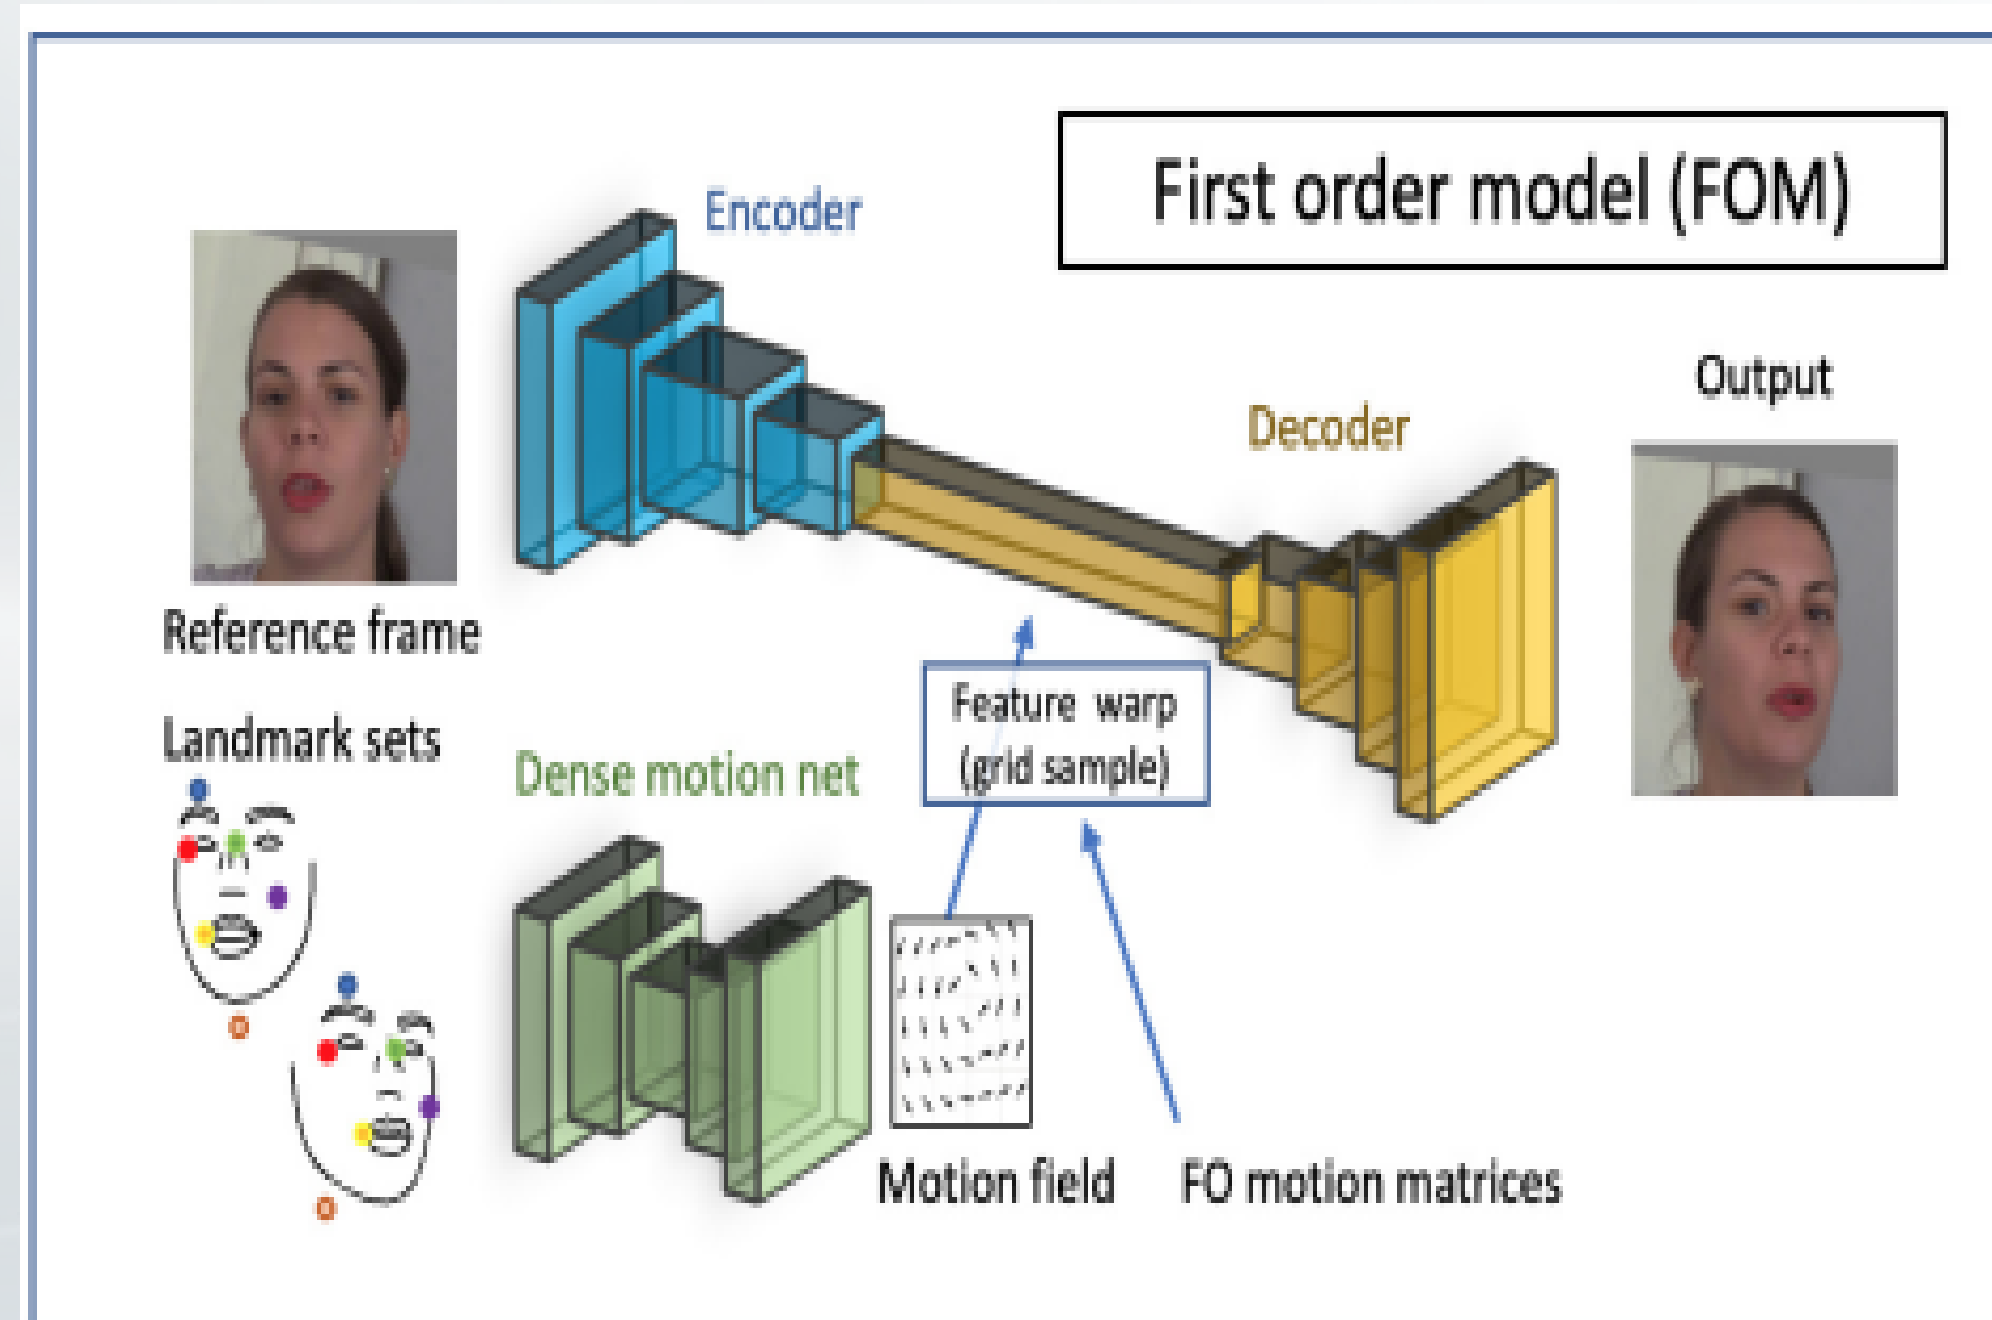 First order model (FOM)
Encoder
Output
Decoder
Reference frame
Feature warp
(grid sample)
Landmark sets
Dense motion net
Motion field
FO motion matrices